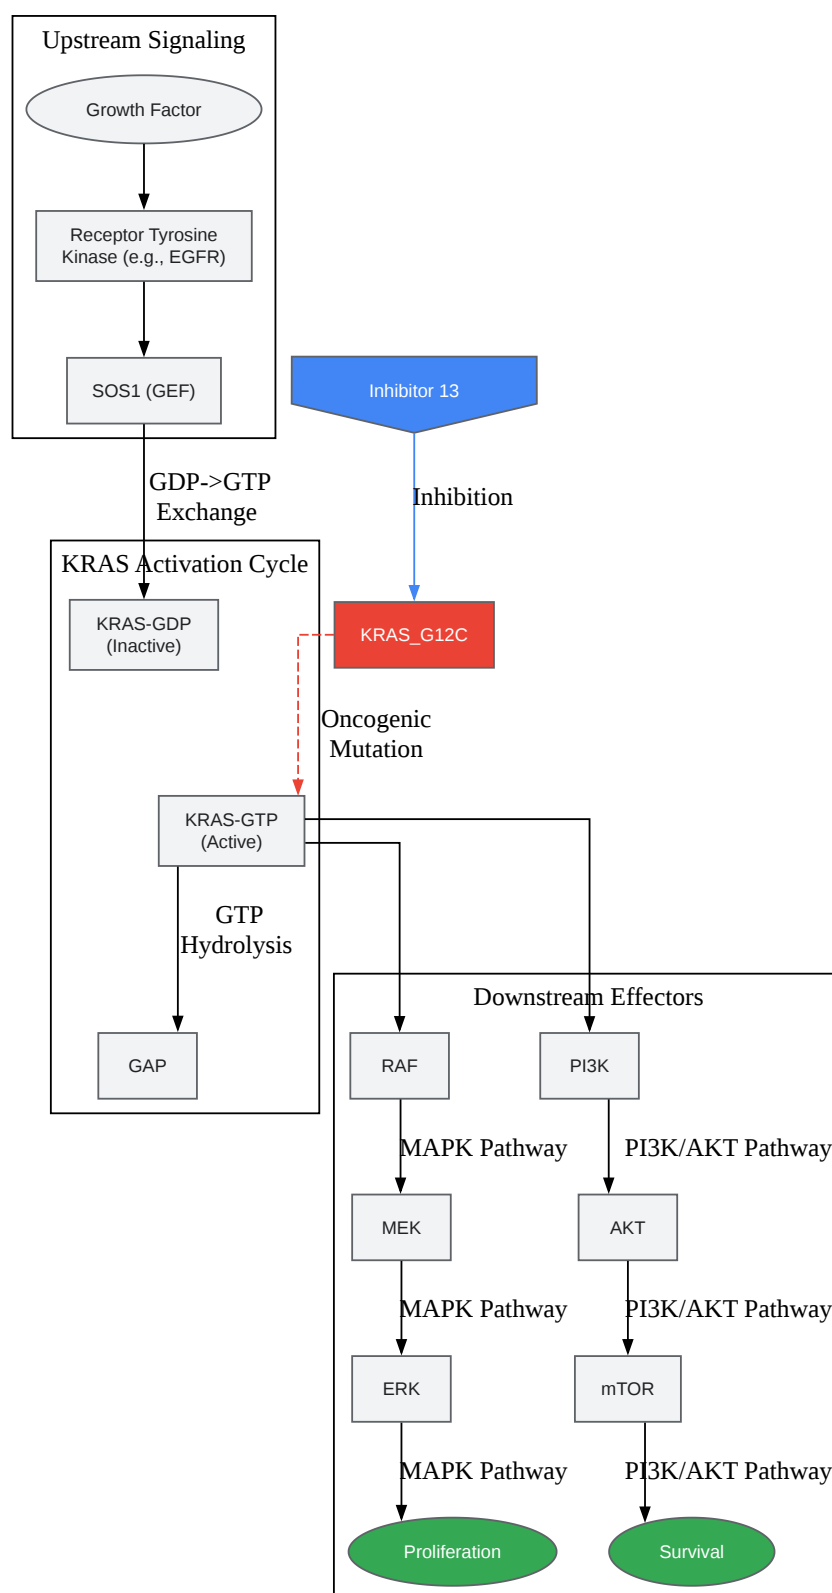 Upstream Signaling
Growth Factor
Receptor Tyrosine
Kinase (e.g., EGFR)
SOS1 (GEF)
Inhibitor 13
GDP->GTP
Exchange
Inhibition
KRAS Activation Cycle
KRAS-GDP
(Inactive)
KRAS_G12C
Oncogenic
Mutation
KRAS-GTP
(Active)
GTP
Hydrolysis
Downstream Effectors
GAP
RAF
PI3K
MAPK Pathway
PI3K/AKT Pathway
MEK
AKT
MAPK Pathway
PI3K/AKT Pathway
ERK
mTOR
MAPK Pathway
PI3K/AKT Pathway
Proliferation
Survival